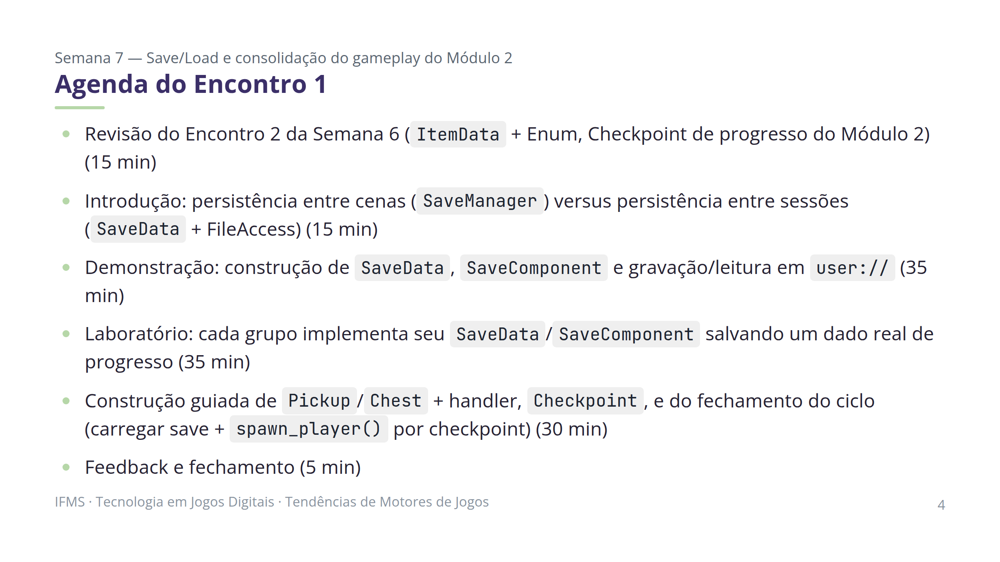 Semana 7 — Save/Load e consolidação do gameplay do Módulo 2
Agenda do Encontro 1
Revisão do Encontro 2 da Semana 6 (ItemData + Enum, Checkpoint de progresso do Módulo 2)
(15 min)
Introdução: persistência entre cenas (SaveManager) versus persistência entre sessões
(SaveData + FileAccess) (15 min)
Demonstração: construção de SaveData, SaveComponent e gravação/leitura em user:// (35
min)
Laboratório: cada grupo implementa seu SaveData/SaveComponent salvando um dado real de
progresso (35 min)
Construção guiada de Pickup/Chest + handler, Checkpoint, e do fechamento do ciclo
(carregar save + spawn_player() por checkpoint) (30 min)
Feedback e fechamento (5 min)
IFMS · Tecnologia em Jogos Digitais · Tendências de Motores de Jogos
4